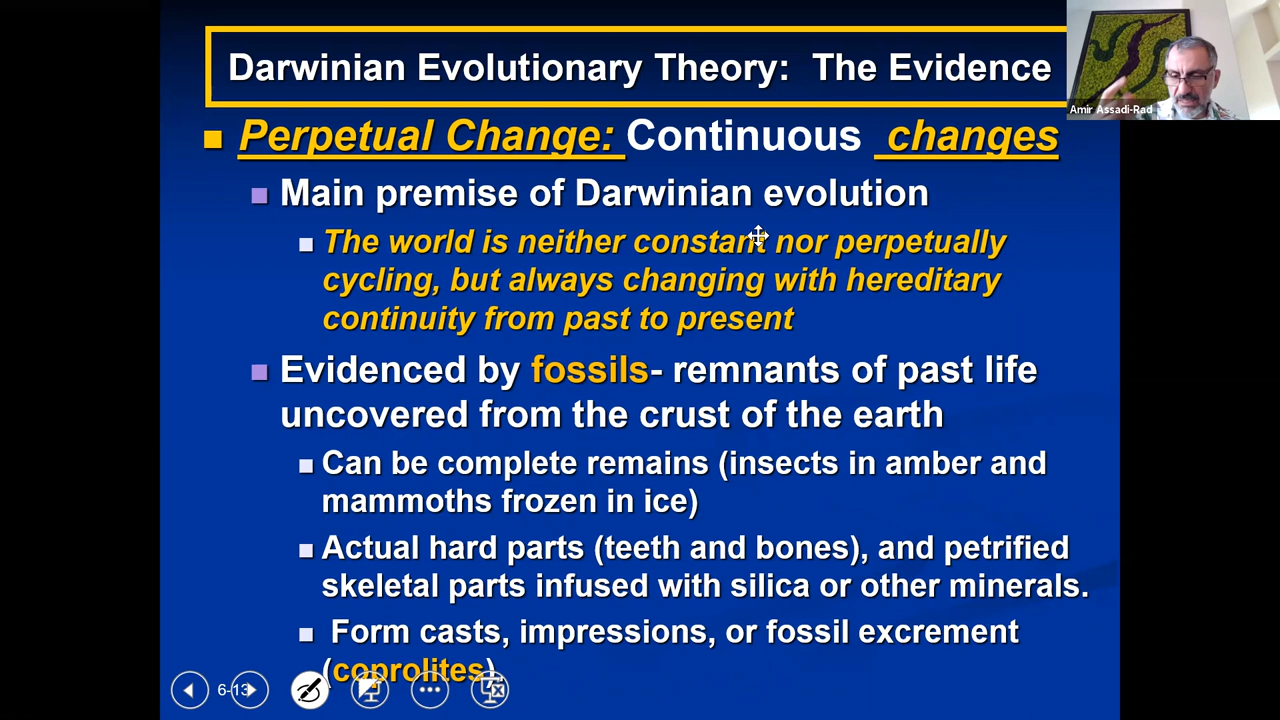 Darwinian Evolutionary Theory: The Evidence
Amir Assadi-Rad
Perpetual Change: Continuous changes
Main premise of Darwinian evolution
The world is neither constant nor perpetually
cycling, but always changing with hereditary
continuity from past to present
Evidenced by fossils- remnants of past life
uncovered from the crust of the earth
Can be complete remains (insects in amber and
mammoths frozen in ice)
Actual hard parts (teeth and bones), and petrified
skeletal parts infused with silica or other minerals.
Form casts, impressions, or fossil excrement
(coprolites)
6-13